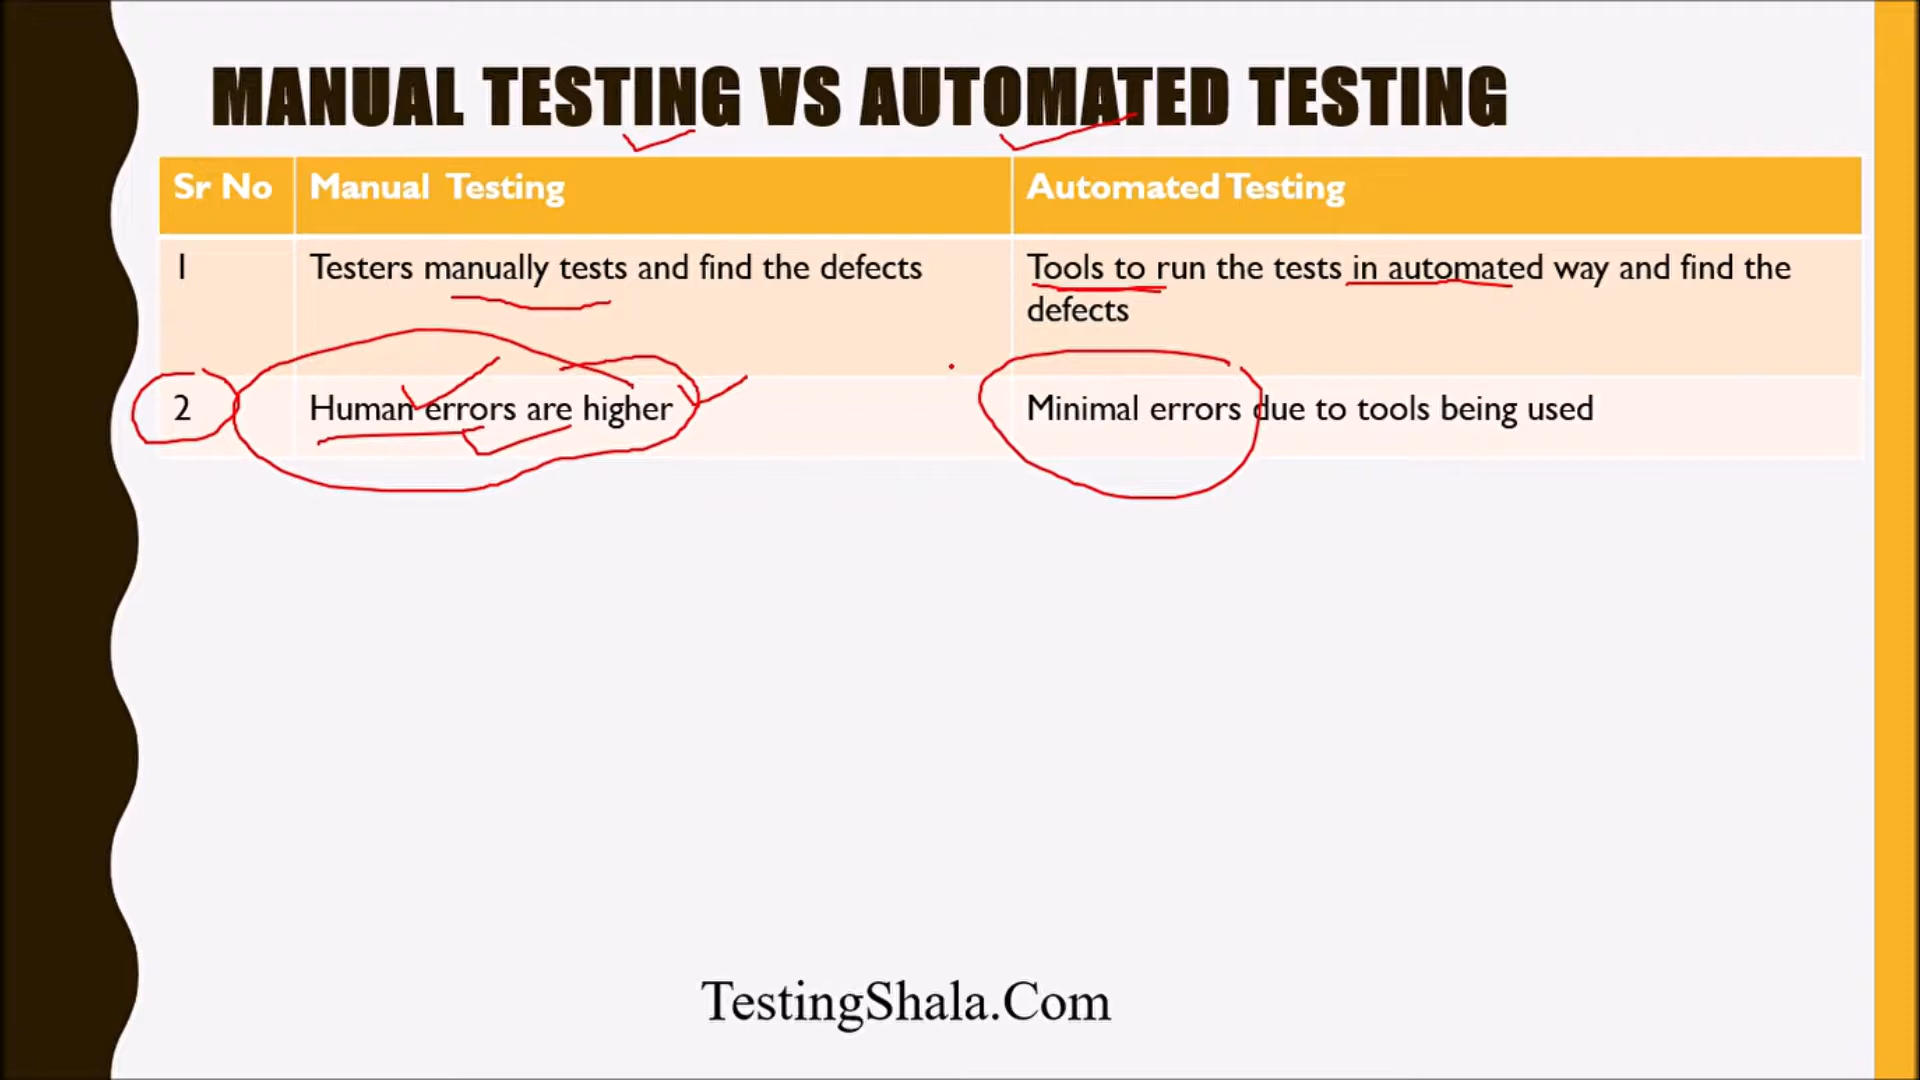 MANUAL TESTING VS AUTOMATED TESTING
Sr No Manual Testing Automated Testing
1 Testers manually tests and find the defects Tools to run the tests in automated way and find the
defects
2 Human errors are higher Minimal errors due to tools being used
TestingShala.Com